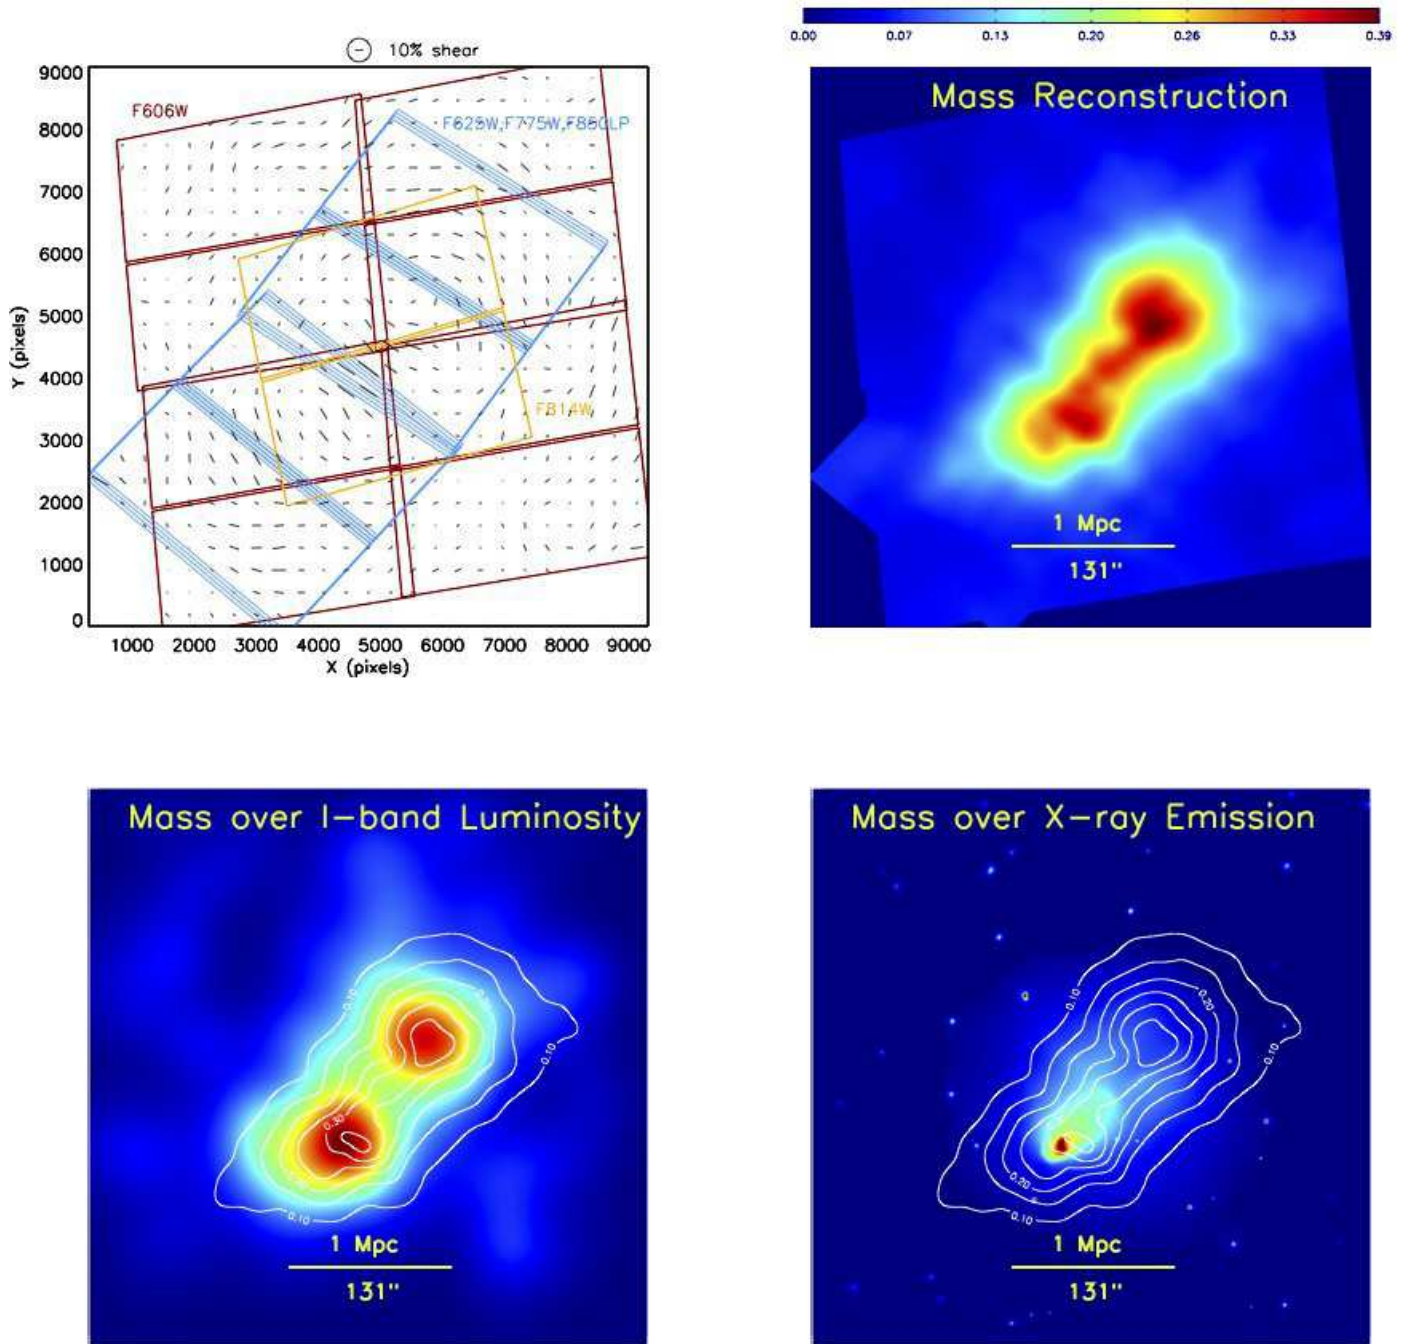 10% shear
9000
8000
7000
6000
5000
4000
3000
2000
1000
0
Y (pixels)
F606W
F625W,F775W,F850LP
F814W
1000 2000 3000 4000 5000 6000 7000 8000 9000
X (pixels)
0.00 0.07 0.13 0.20 0.26 0.33 0.39
Mass Reconstruction
1 Mpc
131"
Mass over I-band Luminosity
0.10
0.10
0.30
0.10
1 Mpc
131"
Mass over X-ray Emission
0.10
0.20
0.10
0.20
0.10
1 Mpc
131"